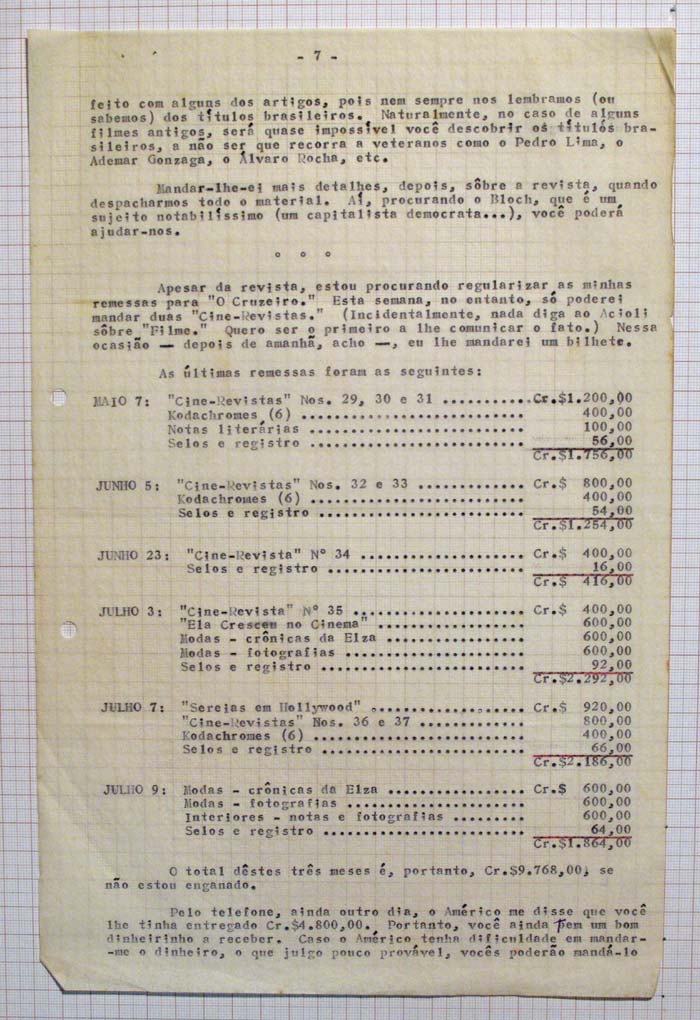 - 7 -
feito com alguns dos artigos, pois nem sempre nos lembramos (ou
sabemos) dos títulos brasileiros. Naturalmente, no caso de alguns
filmes antigos, será quase impossível você descobrir os títulos bra-
sileiros, a não ser que recorra a veteranos como o Pedro Lima, o
Ademar Gonzaga, o Álvaro Rocha, etc.
Mandar-lhe-ei mais detalhes, depois, sôbre a revista, quando
despacharmos todo o material. Aí, procurando o Bloch, que é um
sujeito notabilíssimo (um capitalista democrata...), você poderá
ajudar-nos.
o o o
Apesar da revista, estou procurando regularizar as minhas
remessas para "O Cruzeiro." Esta semana, no entanto, só poderei
mandar duas "Cine-Revistas." (Incidentalmente, nada diga ao Acioli
sôbre "Filme." Quero ser o primeiro a lhe comunicar o fato.) Nessa
ocasião — depois de amanhã, acho —, eu lhe mandarei um bilhete.
As últimas remessas foram as seguintes:
MAIO 7: "Cine-Revistas" Nos. 29, 30 e 31 ........... Cr.$1.200,00
Kodachromes (6) ........................ 400,00
Notas literárias ....................... 100,00
Selos e registro ....................... 56,00
Cr.$1.756,00
JUNHO 5: "Cine-Revistas" Nos. 32 e 33 ............. Cr.$ 800,00
Kodachromes (6) ....................... 400,00
Selos e registro ...................... 54,00
Cr.$1.254,00
JUNHO 23: "Cine-Revista" Nº 34 ................... Cr.$ 400,00
Selos e registro ..................... 16,00
Cr.$ 416,00
JULHO 3: "Cine-Revista" Nº 35 .................... Cr.$ 400,00
"Ela Cresceu no Cinema" ................. 600,00
Modas - crônicas da Elza ................ 600,00
Modas - fotografias ..................... 600,00
Selos e registro ........................ 92,00
Cr.$2.292,00
JULHO 7: "Sereias em Hollywood" .................. Cr.$ 920,00
"Cine-Revistas" Nos. 36 e 37 ............ 800,00
Kodachromes (6) ......................... 400,00
Selos e registro ........................ 66,00
Cr.$2.186,00
JULHO 9: Modas - crônicas da Elza ................ Cr.$ 600,00
Modas - fotografias ..................... 600,00
Interiores - notas e fotografias ........ 600,00
Selos e registro ........................ 64,00
Cr.$1.864,00
O total dêstes três meses é, portanto, Cr.$9.768,00, se
não estou enganado.
Pelo telefone, ainda outro dia, o Américo me disse que você
lhe tinha entregado Cr.$4.800,00. Portanto, você ainda tem um bom
dinheirinho a receber. Caso o Américo tenha dificuldade em mandar-
-me o dinheiro, o que julgo pouco provável, vocês poderão mandá-lo